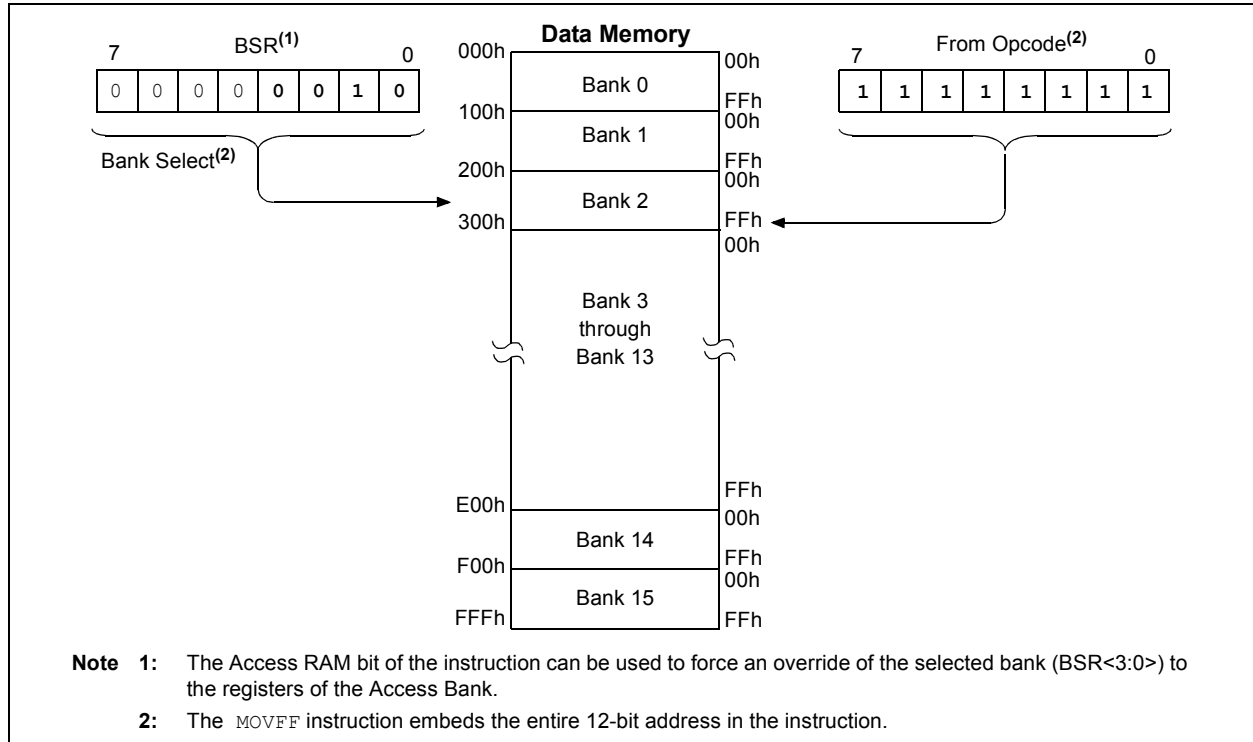 Data Memory
7 BSR(1) 0
0 0 0 0 0 0 1 0
Bank Select(2)
7 From Opcode(2) 0
1 1 1 1 1 1 1 1
000h Bank 0 00h
FFh
100h Bank 1 00h
FFh
200h Bank 2 00h
300h FFh
00h
Bank 3
through
Bank 13
FFh
E00h Bank 14 00h
FFh
F00h Bank 15 00h
FFFh FFh
Note 1: The Access RAM bit of the instruction can be used to force an override of the selected bank (BSR<3:0>) to
the registers of the Access Bank.
2: The MOVFF instruction embeds the entire 12-bit address in the instruction.